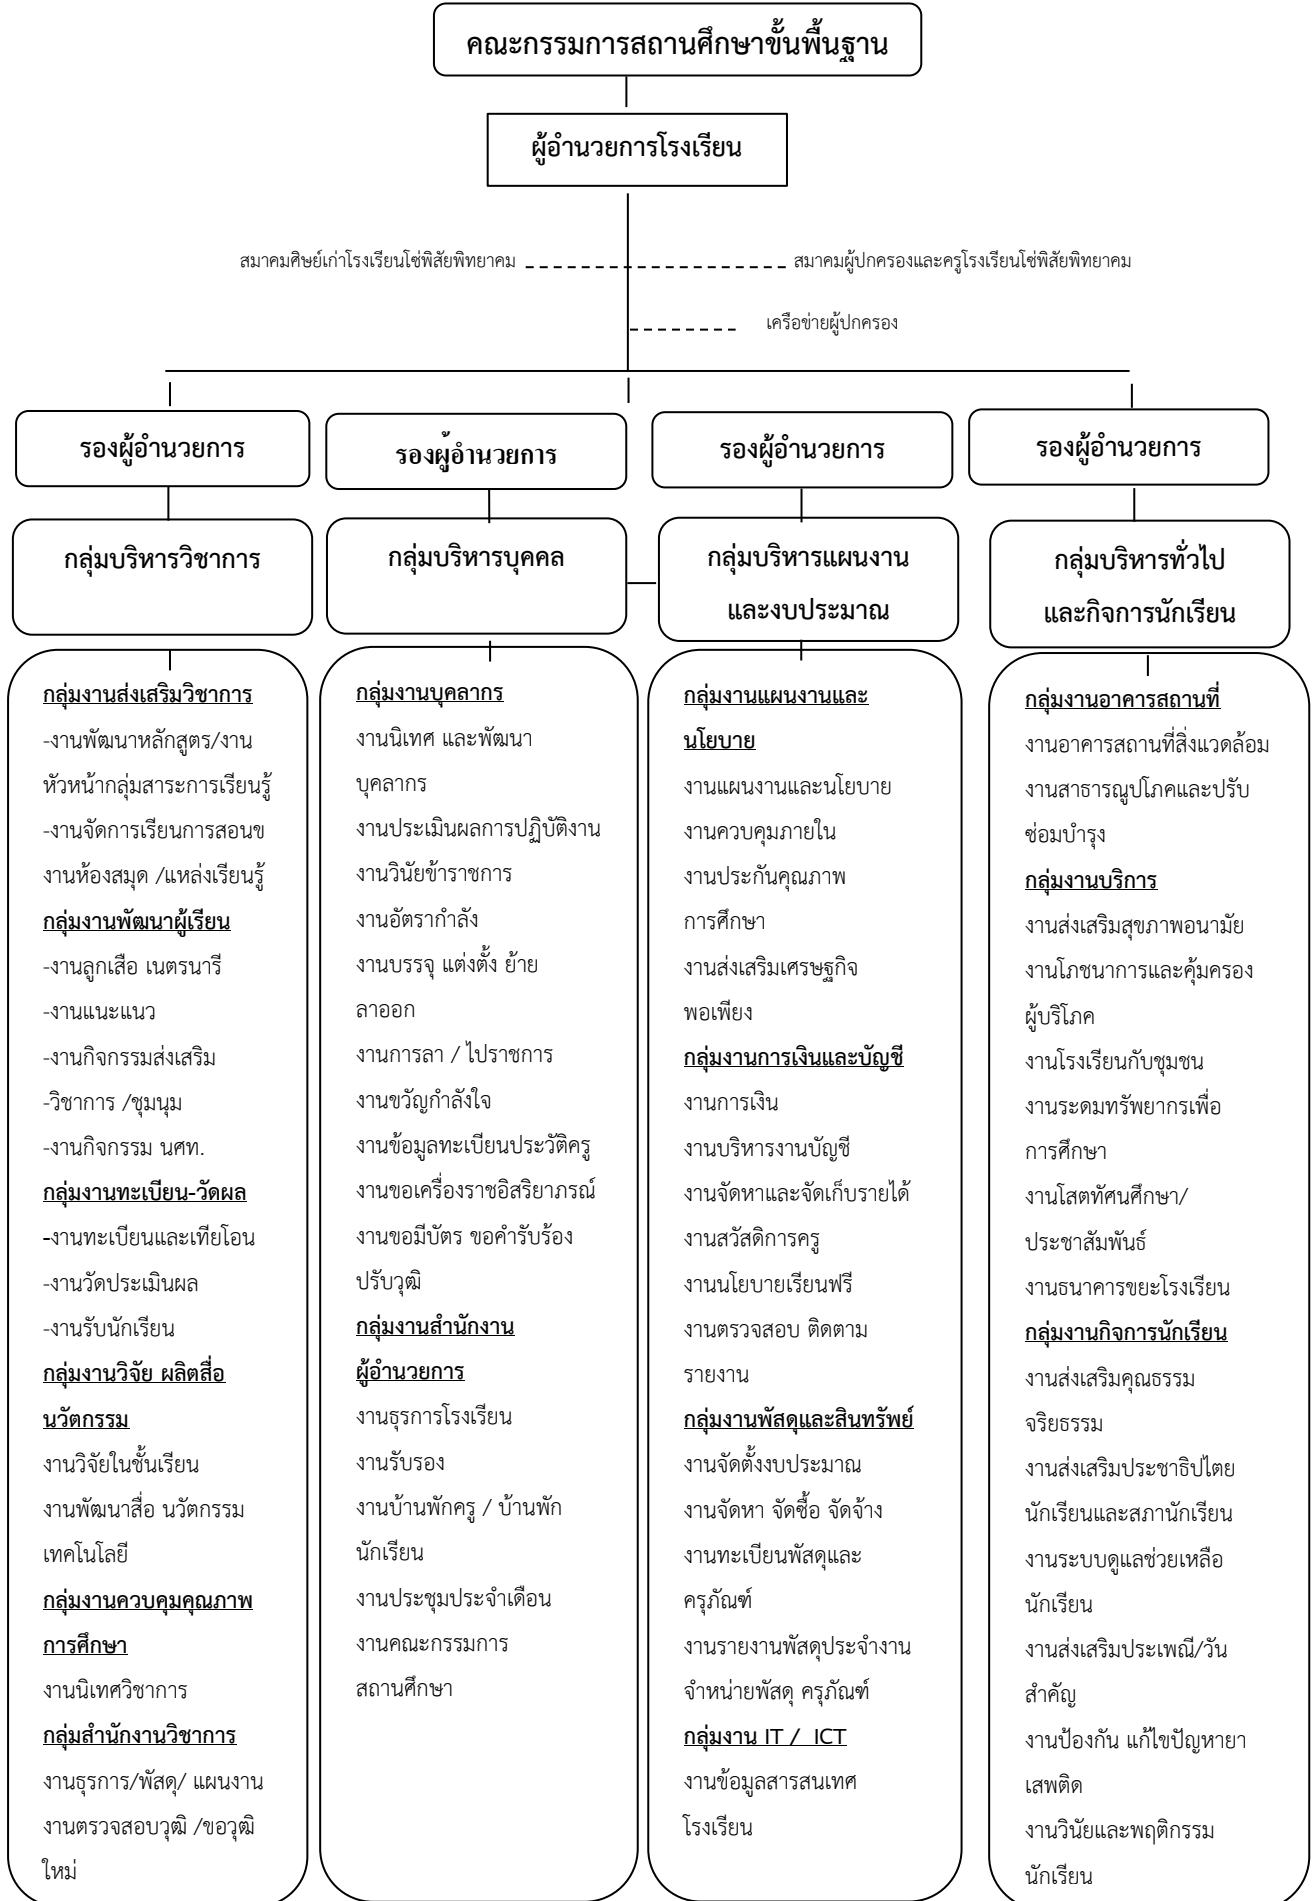 คณะกรรมการสถานศึกษาขั้นพื้นฐาน
ผู้อำนวยการโรงเรียน
สมาคมศิษย์เก่าโรงเรียนโซ่พิสัยพิทยาคม
สมาคมผู้ปกครองและครูโรงเรียนโซ่พิสัยพิทยาคม
เครือข่ายผู้ปกครอง
รองผู้อำนวยการ
รองผู้อำนวยการ
รองผู้อำนวยการ
รองผู้อำนวยการ
กลุ่มบริหารวิชาการ
กลุ่มบริหารบุคคล
กลุ่มบริหารแผนงาน
และงบประมาณ
กลุ่มบริหารทั่วไป
และกิจการนักเรียน
กลุ่มงานส่งเสริมวิชาการ
-งานพัฒนาหลักสูตร/งาน
หัวหน้ากลุ่มสาระการเรียนรู้
-งานจัดการเรียนการสอนข
งานห้องสมุด /แหล่งเรียนรู้
กลุ่มงานพัฒนาผู้เรียน
-งานลูกเสือ เนตรนารี
-งานแนะแนว
-งานกิจกรรมส่งเสริม
-วิชาการ /ชุมนุม
-งานกิจกรรม นศท.
กลุ่มงานทะเบียน-วัดผล
-งานทะเบียนและเทียโอน
-งานวัดประเมินผล
-งานรับนักเรียน
กลุ่มงานวิจัย ผลิตสื่อ
นวัตกรรม
งานวิจัยในชั้นเรียน
งานพัฒนาสื่อ นวัตกรรม
เทคโนโลยี
กลุ่มงานควบคุมคุณภาพ
การศึกษา
งานนิเทศวิชาการ
กลุ่มสำนักงานวิชาการ
งานธุรการ/พัสดุ/ แผนงาน
งานตรวจสอบวุฒิ /ขอวุฒิ
ใหม่
กลุ่มงานบุคลากร
งานนิเทศ และพัฒนา
บุคลากร
งานประเมินผลการปฏิบัติงาน
งานวินัยข้าราชการ
งานอัตรากำลัง
งานบรรจุ แต่งตั้ง ย้าย
ลาออก
งานการลา / ไปราชการ
งานขวัญกำลังใจ
งานข้อมูลทะเบียนประวัติครู
งานขอเครื่องราชอิสริยาภรณ์
งานขอมีบัตร ขอคำรับร้อง
ปรับวุฒิ
กลุ่มงานสำนักงาน
ผู้อำนวยการ
งานธุรการโรงเรียน
งานรับรอง
งานบ้านพักครู / บ้านพัก
นักเรียน
งานประชุมประจำเดือน
งานคณะกรรมการ
สถานศึกษา
กลุ่มงานแผนงานและ
นโยบาย
งานแผนงานและนโยบาย
งานควบคุมภายใน
งานประกันคุณภาพ
การศึกษา
งานส่งเสริมเศรษฐกิจ
พอเพียง
กลุ่มงานการเงินและบัญชี
งานการเงิน
งานบริหารงานบัญชี
งานจัดหาและจัดเก็บรายได้
งานสวัสดิการครู
งานนโยบายเรียนฟรี
งานตรวจสอบ ติดตาม
รายงาน
กลุ่มงานพัสดุและสินทรัพย์
งานจัดตั้งงบประมาณ
งานจัดหา จัดซื้อ จัดจ้าง
งานทะเบียนพัสดุและ
ครุภัณฑ์
งานรายงานพัสดุประจำงาน
จำหน่ายพัสดุ ครุภัณฑ์
กลุ่มงาน IT / ICT
งานข้อมูลสารสนเทศ
โรงเรียน
กลุ่มงานอาคารสถานที่
งานอาคารสถานที่สิ่งแวดล้อม
งานสาธารณูปโภคและปรับ
ซ่อมบำรุง
กลุ่มงานบริการ
งานส่งเสริมสุขภาพอนามัย
งานโภชนาการและคุ้มครอง
ผู้บริโภค
งานโรงเรียนกับชุมชน
งานระดมทรัพยากรเพื่อ
การศึกษา
งานโสตทัศนศึกษา/
ประชาสัมพันธ์
งานธนาคารขยะโรงเรียน
กลุ่มงานกิจการนักเรียน
งานส่งเสริมคุณธรรม
จริยธรรม
งานส่งเสริมประชาธิปไตย
นักเรียนและสภานักเรียน
งานระบบดูแลช่วยเหลือ
นักเรียน
งานส่งเสริมประเพณี/วัน
สำคัญ
งานป้องกัน แก้ไขปัญหายา
เสพติด
งานวินัยและพฤติกรรม
นักเรียน